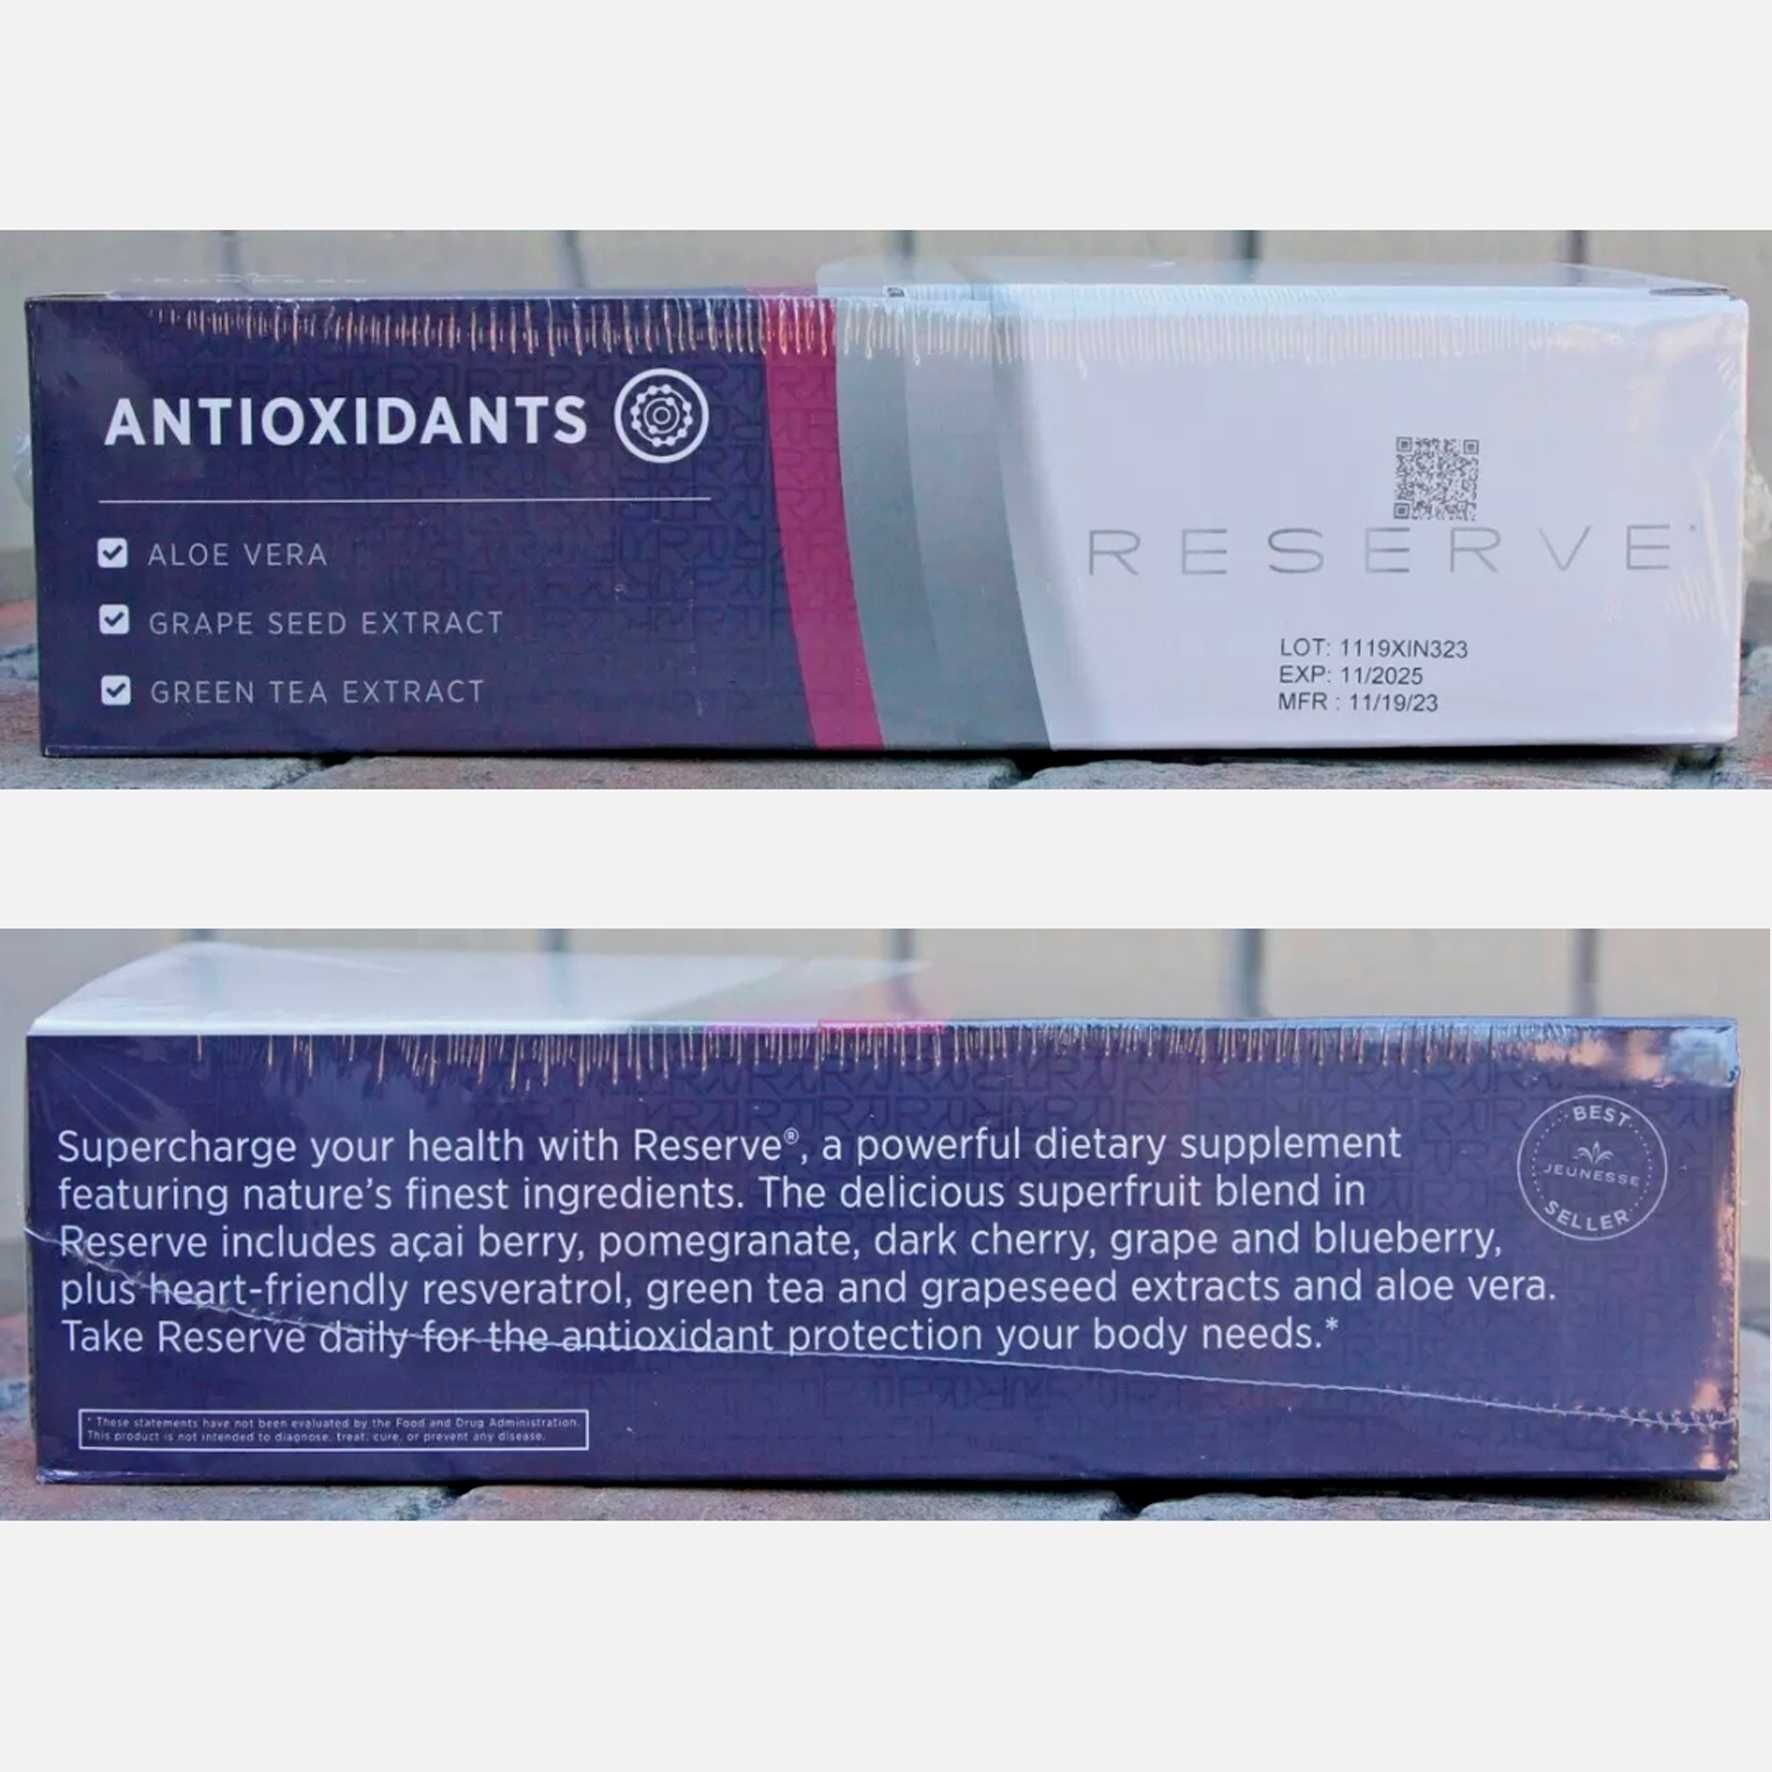 ANTIOXIDANTS
ALOE VERA
GRAPE SEED EXTRACT
GREEN TEA EXTRACT
RESERVE
LOT: 1119XIN323
EXP: 11/2025
MFR : 11/19/23
Supercharge your health with Reserve®, a powerful dietary supplement
featuring nature's finest ingredients. The delicious superfruit blend in
Reserve includes açai berry, pomegranate, dark cherry, grape and blueberry,
plus heart-friendly resveratrol, green tea and grapeseed extracts and aloe vera.
Take Reserve daily for the antioxidant protection your body needs.*
BEST
JEUNESSE
SELLER
* These statements have not been evaluated by the Food and Drug Administration.
This product is not intended to diagnose, treat, cure, or prevent any disease.